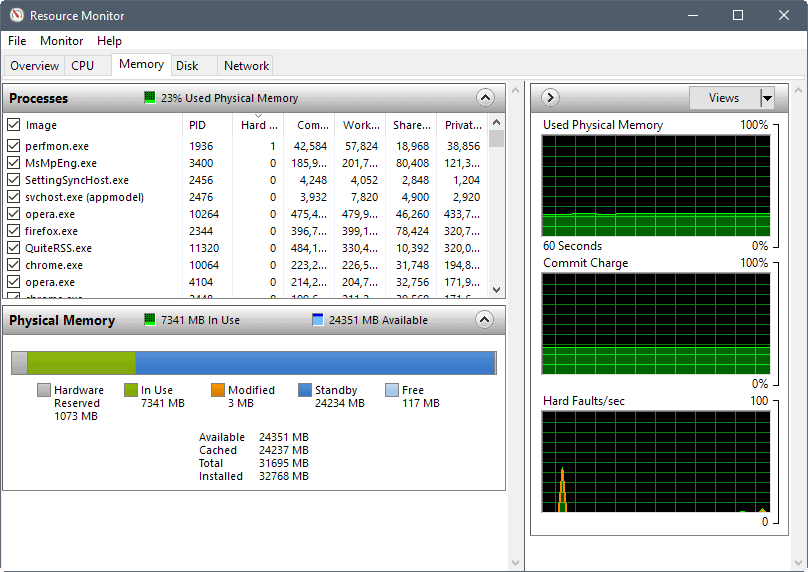 Resource Monitor
File Monitor Help
Overview CPU Memory Disk Network
Processes 23% Used Physical Memory
Image PID Hard ... Com... Work... Share... Privat...
perfmon.exe 1936 1 42,584 57,824 18,968 38,856
MsMpEng.exe 3400 0 185,9... 201,7... 80,408 121,3...
SettingSyncHost.exe 2456 0 4,248 4,052 2,848 1,204
svchost.exe (appmodel) 2476 0 3,932 7,820 4,900 2,920
opera.exe 10264 0 475,4... 479,9... 46,260 433,7...
firefox.exe 2344 0 396,7... 399,1... 78,424 320,7...
QuiteRSS.exe 11320 0 484,1... 330,4... 10,392 320,0...
chrome.exe 10064 0 223,2... 226,5... 31,748 194,8...
opera.exe 4104 0 214,2... 204,7... 32,756 171,9...
Physical Memory 7341 MB In Use 24351 MB Available
Hardware Reserved 1073 MB
In Use 7341 MB
Modified 3 MB
Standby 24234 MB
Free 117 MB
Available 24351 MB
Cached 24237 MB
Total 31695 MB
Installed 32768 MB
Views
Used Physical Memory 100%
60 Seconds 0%
Commit Charge 100%
0%
Hard Faults/sec 100
0